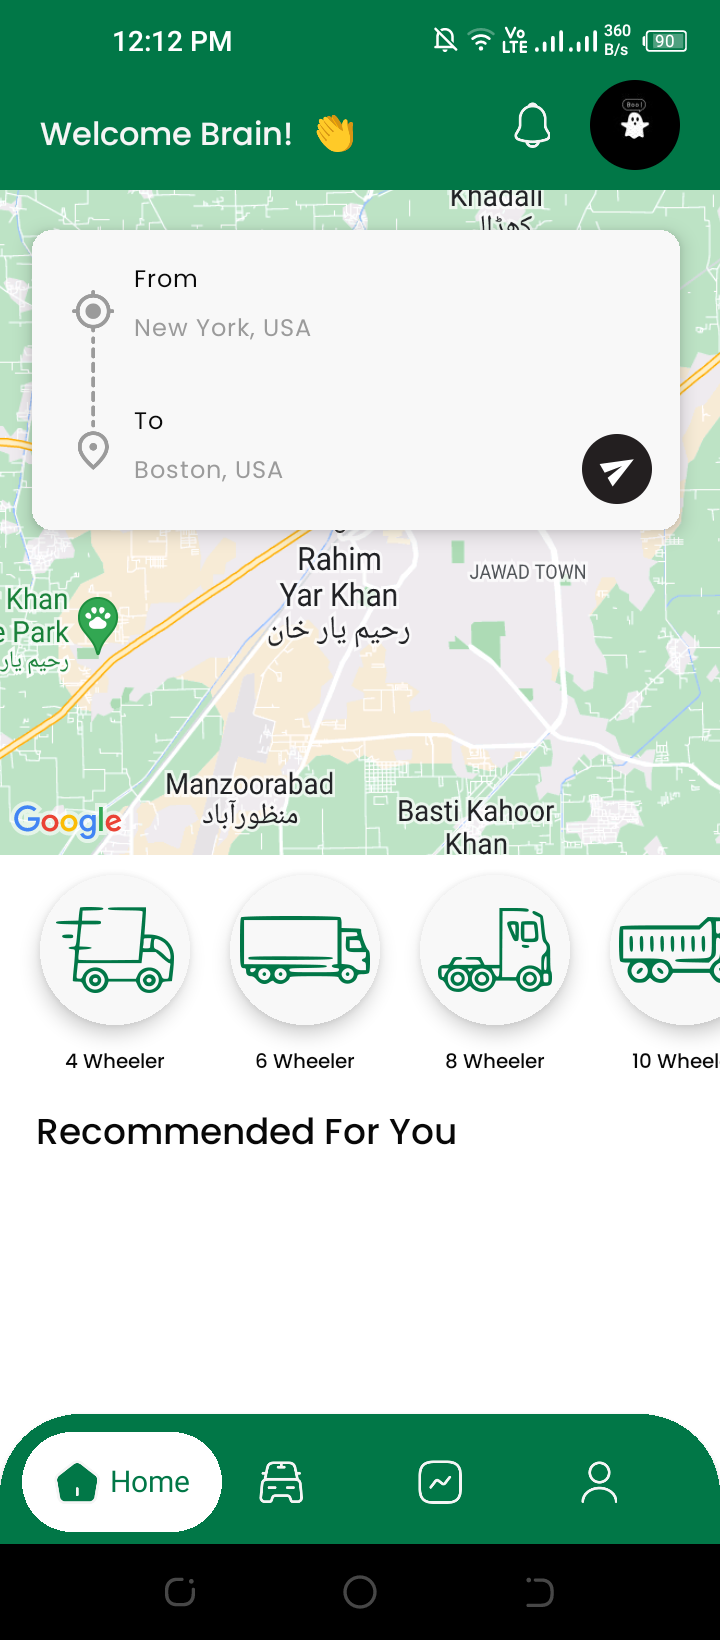 12:12 PM
Vo LTE
360 B/s
90
Welcome Brain! 👏
Boo!
Khadali
کھڈالی
From
New York, USA
To
Boston, USA
Rahim
Yar Khan
رحیم یار خان
JAWAD TOWN
Khan
e Park
رحیم یار
Manzoorabad
منظورآباد
Basti Kahoor
Khan
Google
4 Wheeler
6 Wheeler
8 Wheeler
10 Wheel
Recommended For You
Home